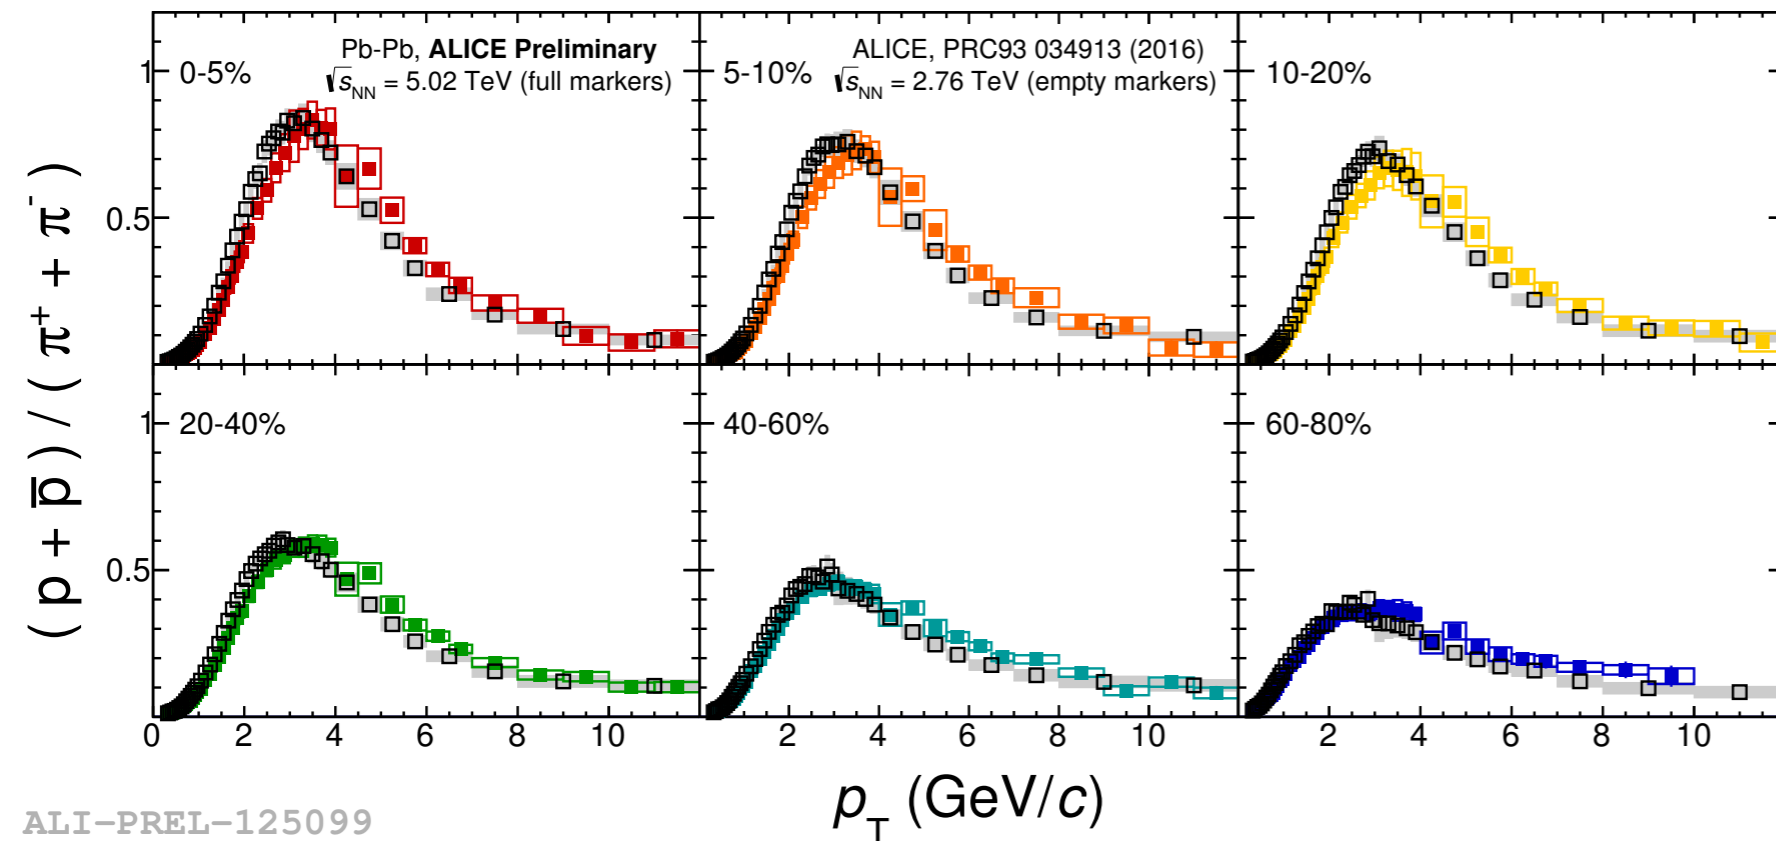 0-5%
Pb-Pb, ALICE Preliminary
√sNN = 5.02 TeV (full markers)
5-10%
ALICE, PRC93 034913 (2016)
√sNN = 2.76 TeV (empty markers)
10-20%
1
0.5
(p + p̅) / (π⁺ + π⁻)
20-40%
40-60%
60-80%
1
0.5
0 2 4 6 8 10
2 4 6 8 10
2 4 6 8 10
pT (GeV/c)
ALI-PREL-125099